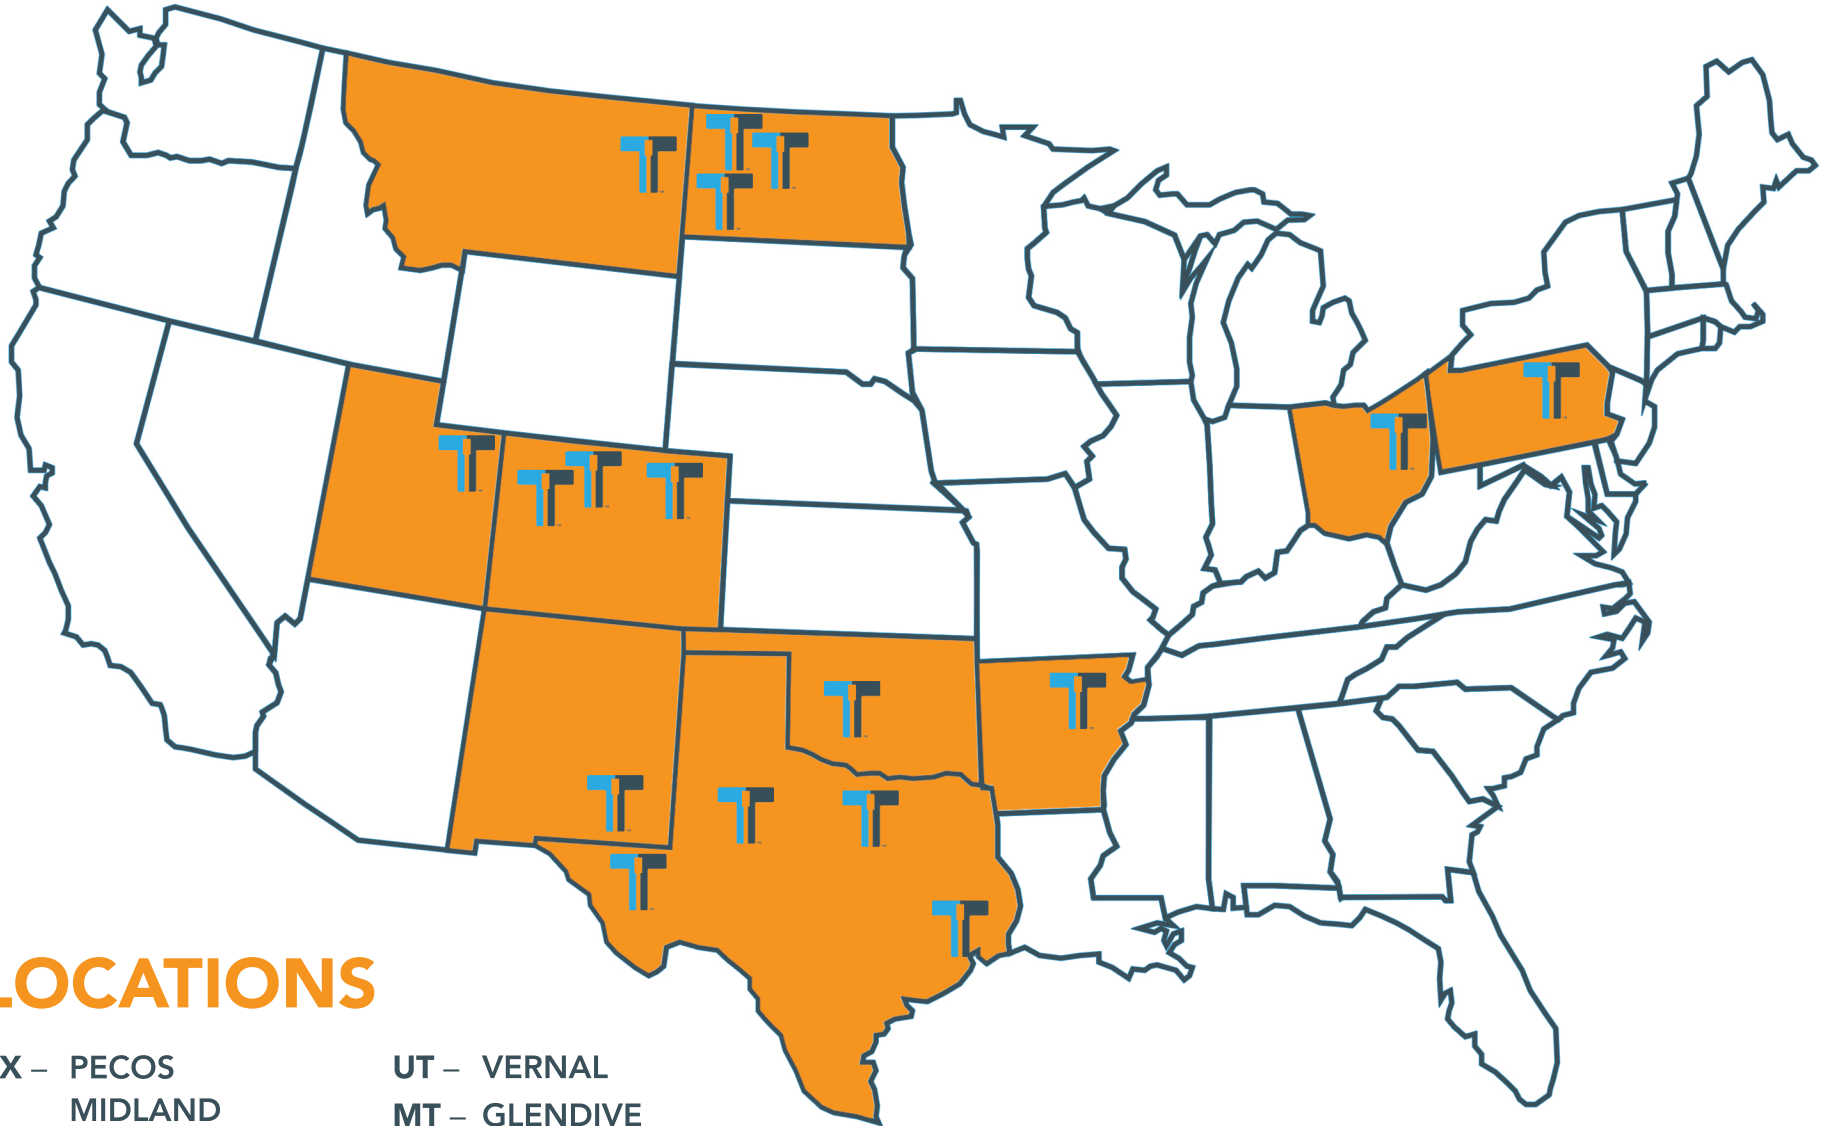 LOCATIONS
X – PECOS
MIDLAND
UT – VERNAL
MT – GLENDIVE